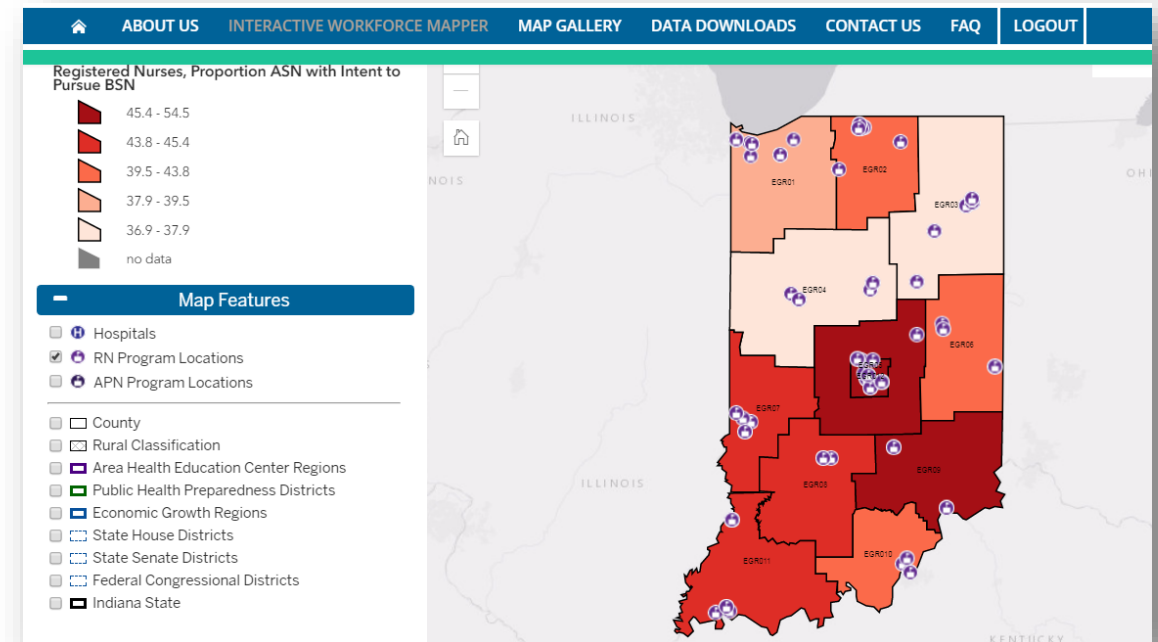 ABOUT US INTERACTIVE WORKFORCE MAPPER MAP GALLERY DATA DOWNLOADS CONTACT US FAQ LOGOUT
Registered Nurses, Proportion ASN with Intent to
Pursue BSN
45.4 - 54.5
43.8 - 45.4
39.5 - 43.8
37.9 - 39.5
36.9 - 37.9
no data
Map Features
H Hospitals
RN Program Locations
APN Program Locations
County
Rural Classification
Area Health Education Center Regions
Public Health Preparedness Districts
Economic Growth Regions
State House Districts
State Senate Districts
Federal Congressional Districts
Indiana State
ILLINOIS
NOIS
OHI
EGR01
EGR02
EGR03
EGR04
EGR06
EGR07
EGR08
EGR09
ILLINOIS
EGR010
EGR011
KENTUCKY